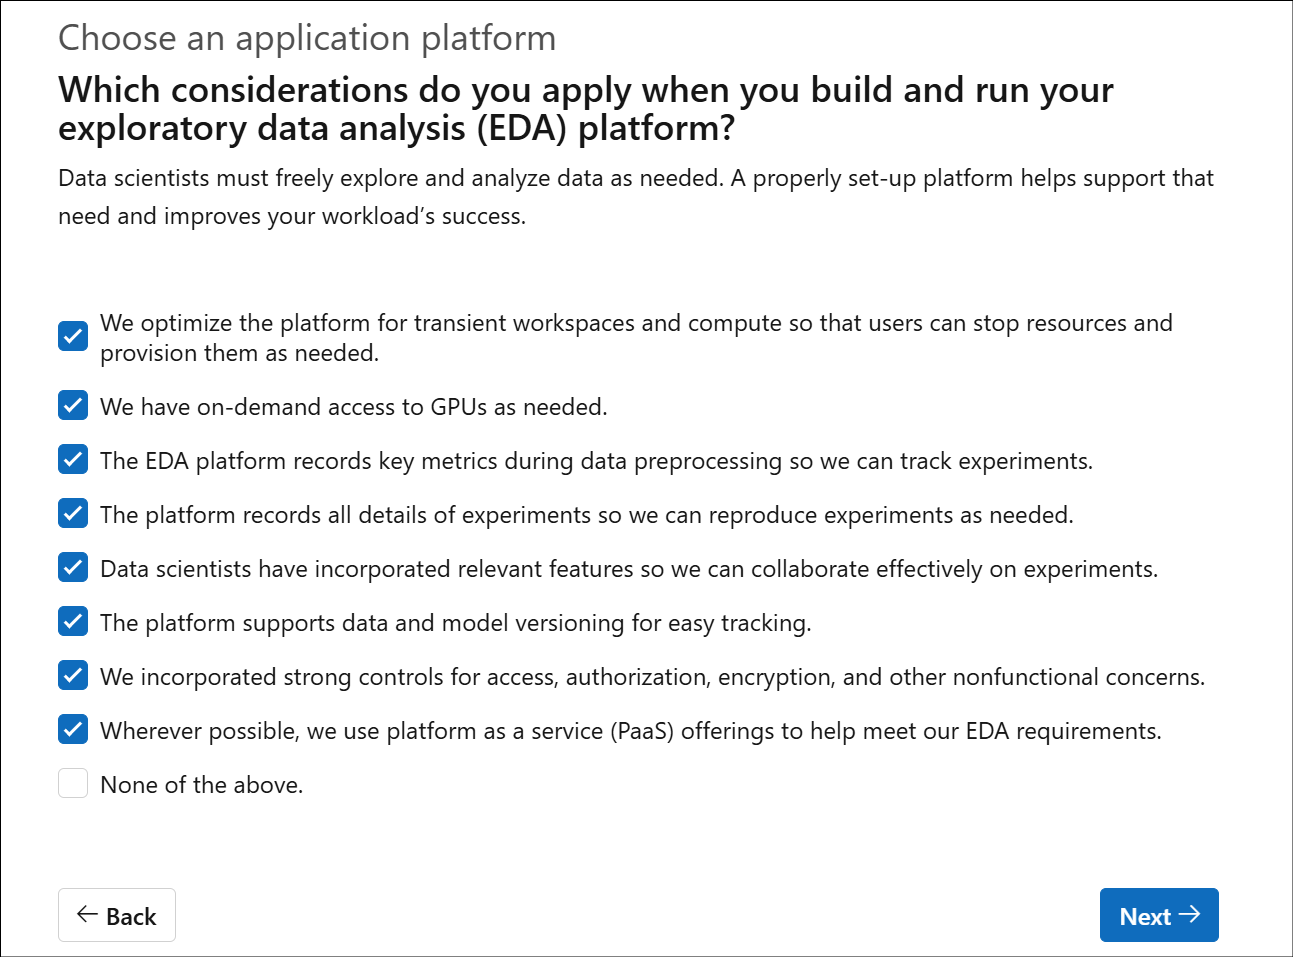 Choose an application platform
Which considerations do you apply when you build and run your
exploratory data analysis (EDA) platform?
Data scientists must freely explore and analyze data as needed. A properly set-up platform helps support that
need and improves your workload’s success.
We optimize the platform for transient workspaces and compute so that users can stop resources and
provision them as needed.
We have on-demand access to GPUs as needed.
The EDA platform records key metrics during data preprocessing so we can track experiments.
The platform records all details of experiments so we can reproduce experiments as needed.
Data scientists have incorporated relevant features so we can collaborate effectively on experiments.
The platform supports data and model versioning for easy tracking.
We incorporated strong controls for access, authorization, encryption, and other nonfunctional concerns.
Wherever possible, we use platform as a service (PaaS) offerings to help meet our EDA requirements.
None of the above.
Back
Next